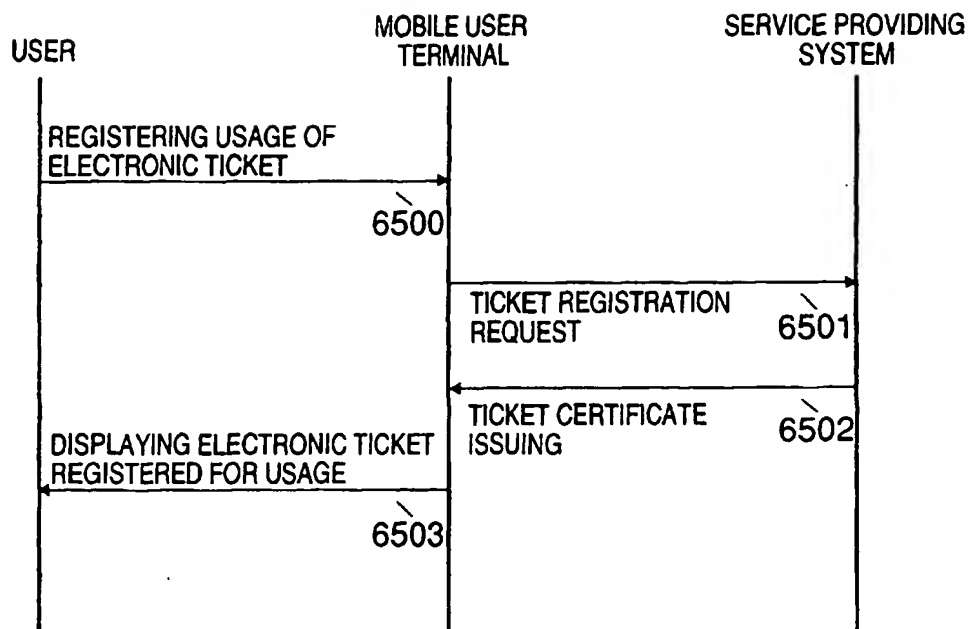 USER
MOBILE USER
TERMINAL
SERVICE PROVIDING
SYSTEM
REGISTERING USAGE OF
ELECTRONIC TICKET
6500
TICKET REGISTRATION
REQUEST
6501
TICKET CERTIFICATE
ISSUING
6502
DISPLAYING ELECTRONIC TICKET
REGISTERED FOR USAGE
6503